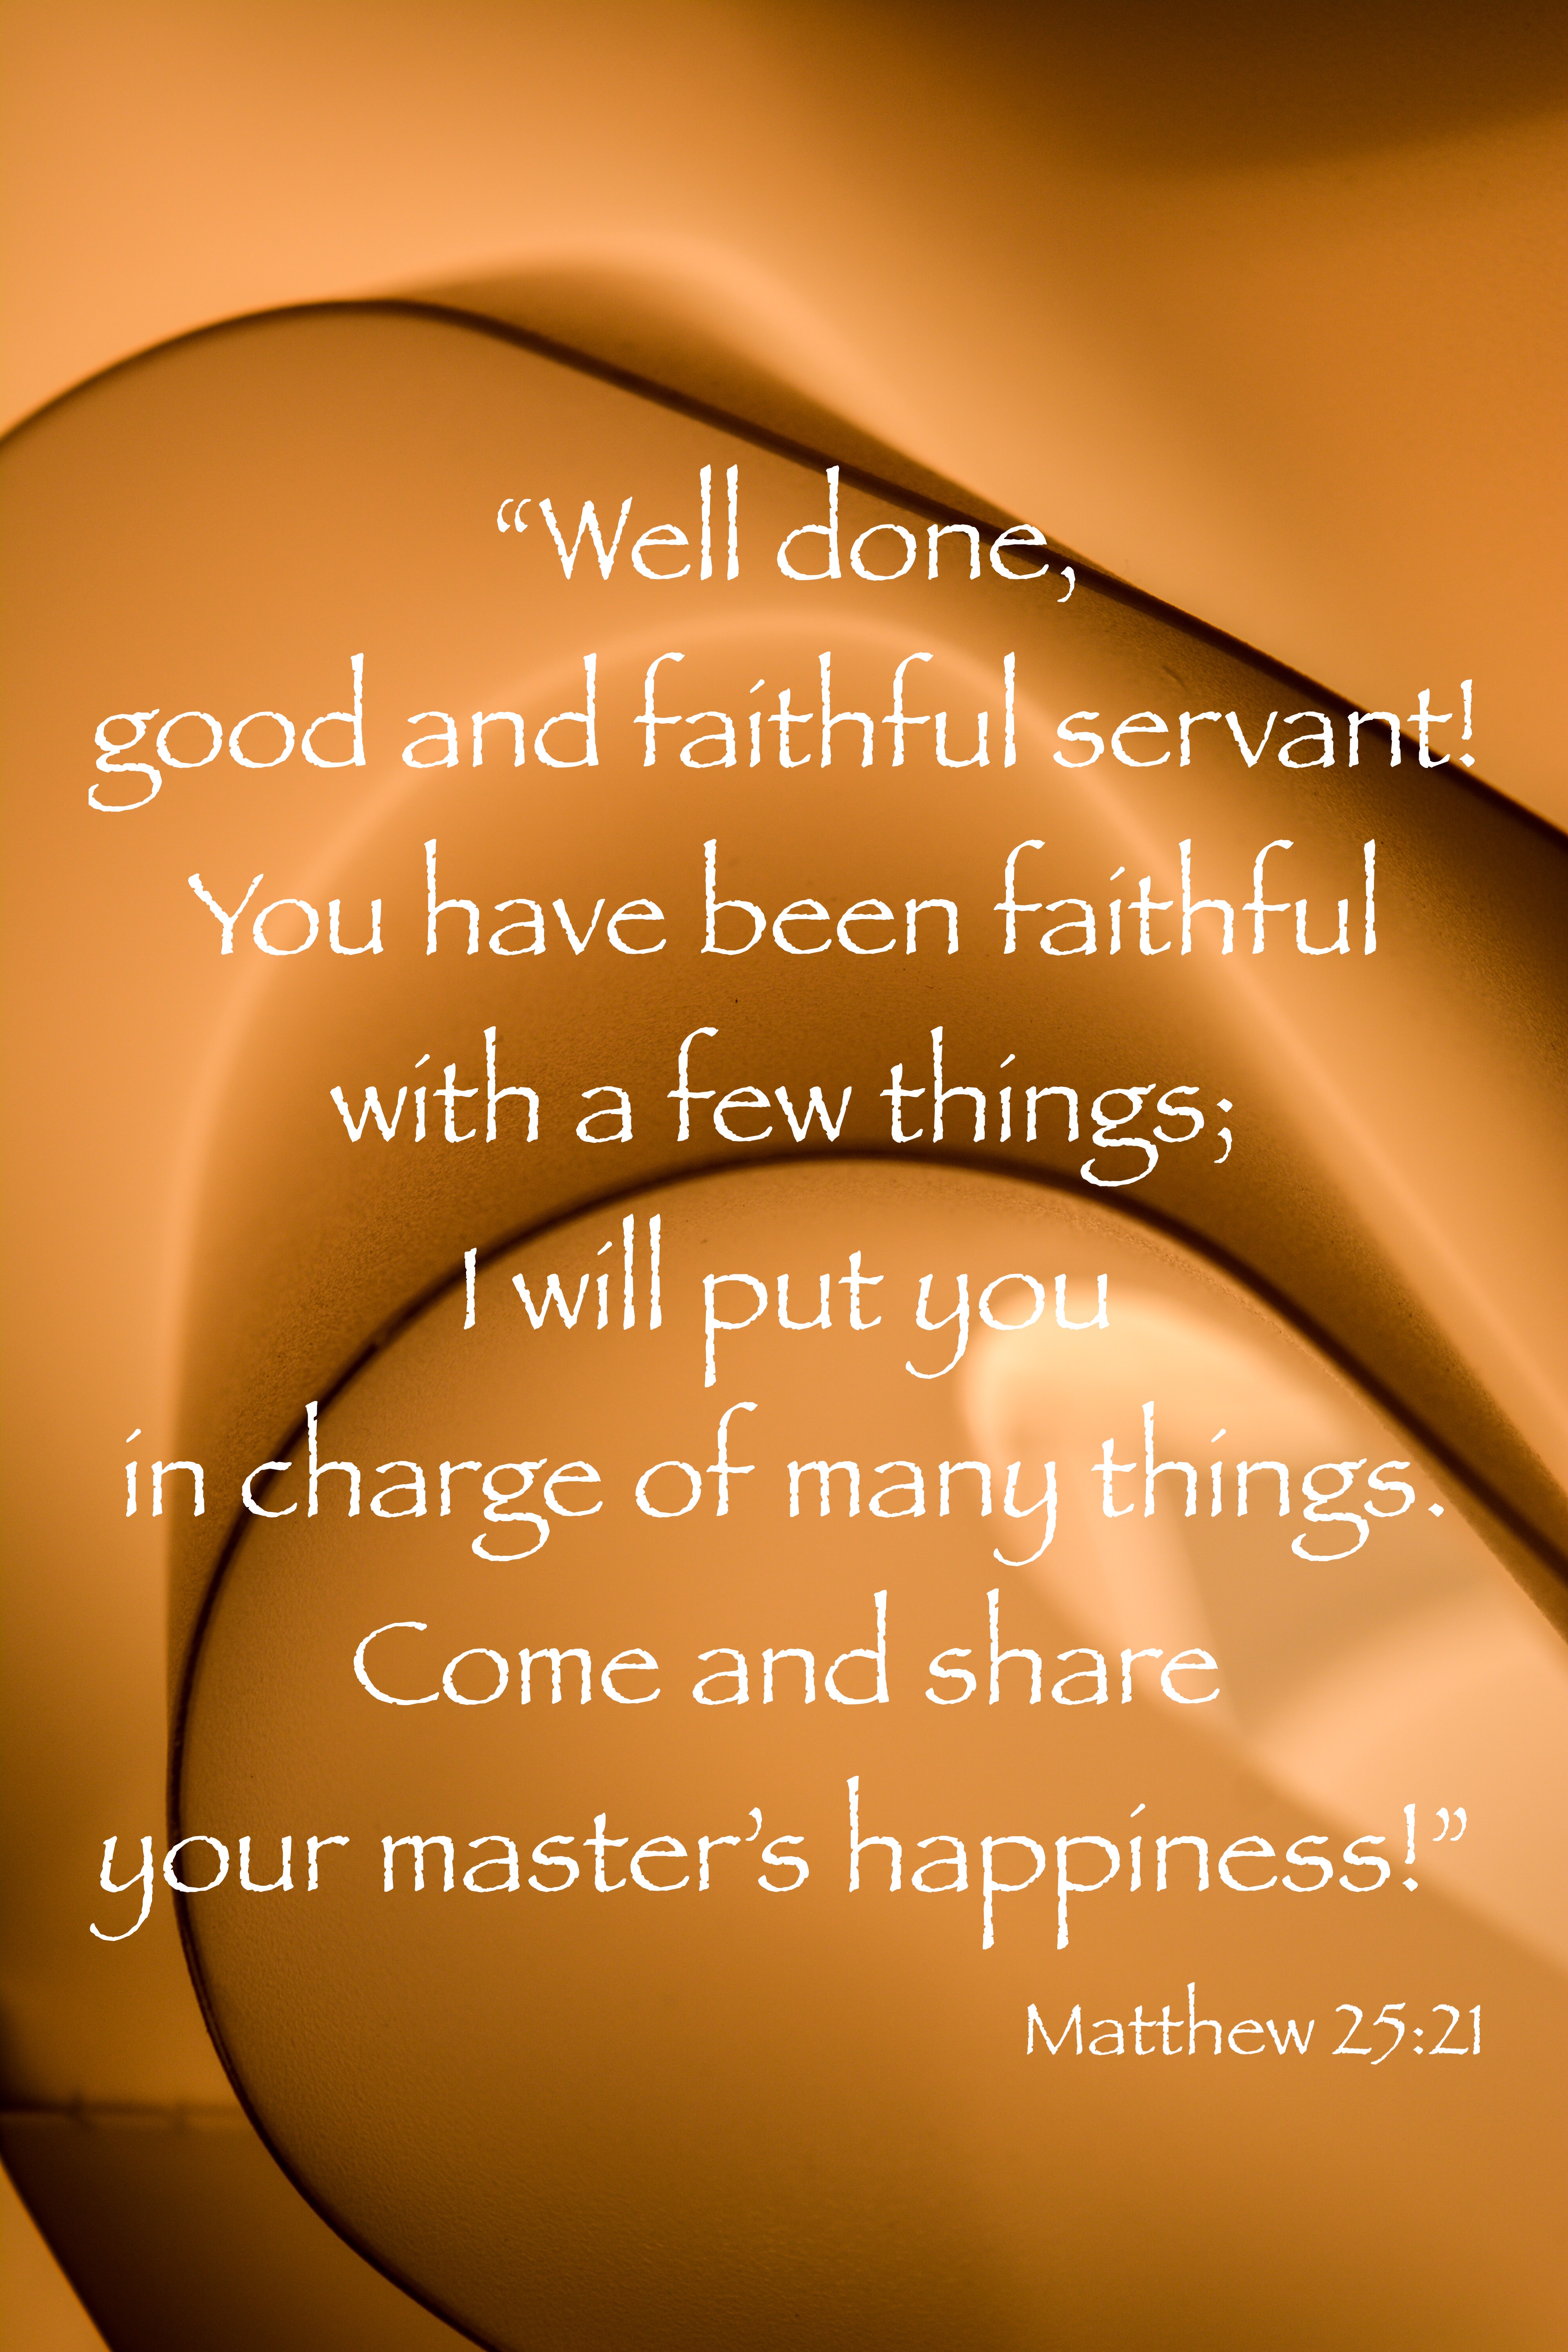 “Well done,
good and faithful servant!
You have been faithful
with a few things;
I will put you
in charge of many things.
Come and share
your master’s happiness!”
Matthew 25:21